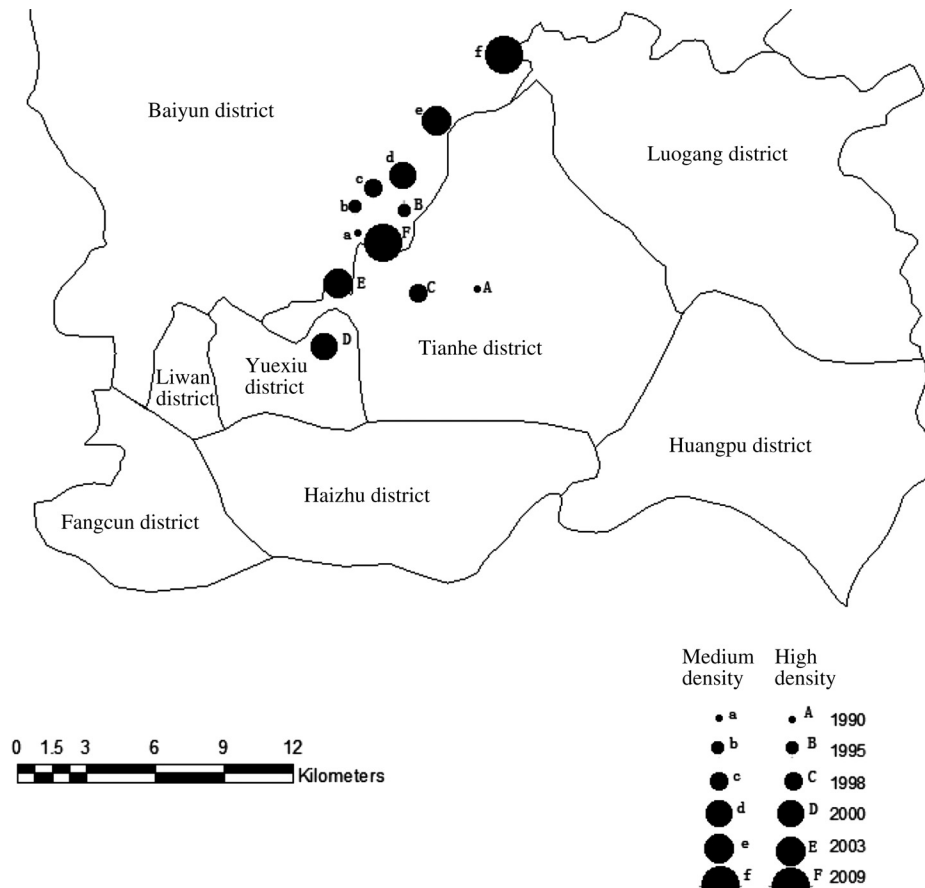 f
Baiyun district
e
Luogang district
d
c
b
B
a
F
E
C
A
Tianhe district
D
Yuexiu
district
Liwan
district
Huangpu district
Haizhu district
Fangcun district
Medium
density
High
density
a A 1990
b B 1995
c C 1998
d D 2000
e E 2003
f F 2009
0 1.5 3 6 9 12
Kilometers